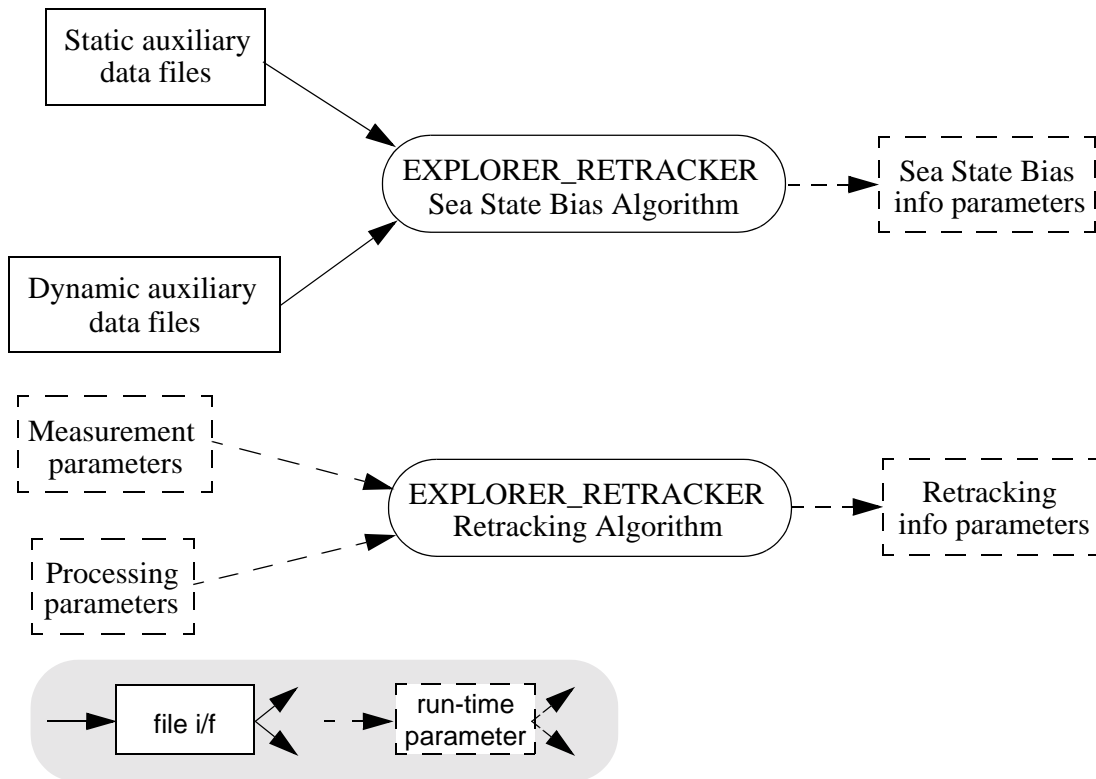 Static auxiliary
data files
EXPLORER_RETRACKER
Sea State Bias Algorithm
Sea State Bias
info parameters
Dynamic auxiliary
data files
Measurement
parameters
EXPLORER_RETRACKER
Retracking Algorithm
Retracking
info parameters
Processing
parameters
file i/f
run-time
parameter